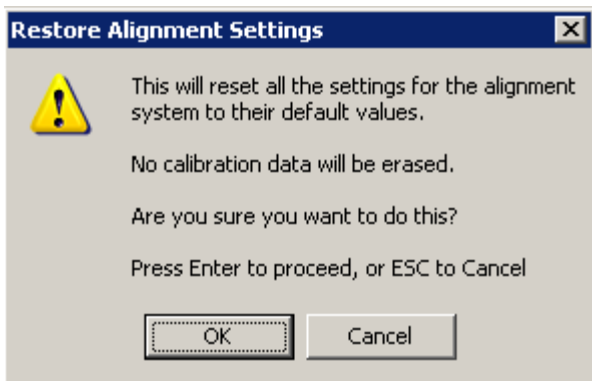 Restore Alignment Settings
This will reset all the settings for the alignment
system to their default values.
No calibration data will be erased.
Are you sure you want to do this?
Press Enter to proceed, or ESC to Cancel
OK
Cancel